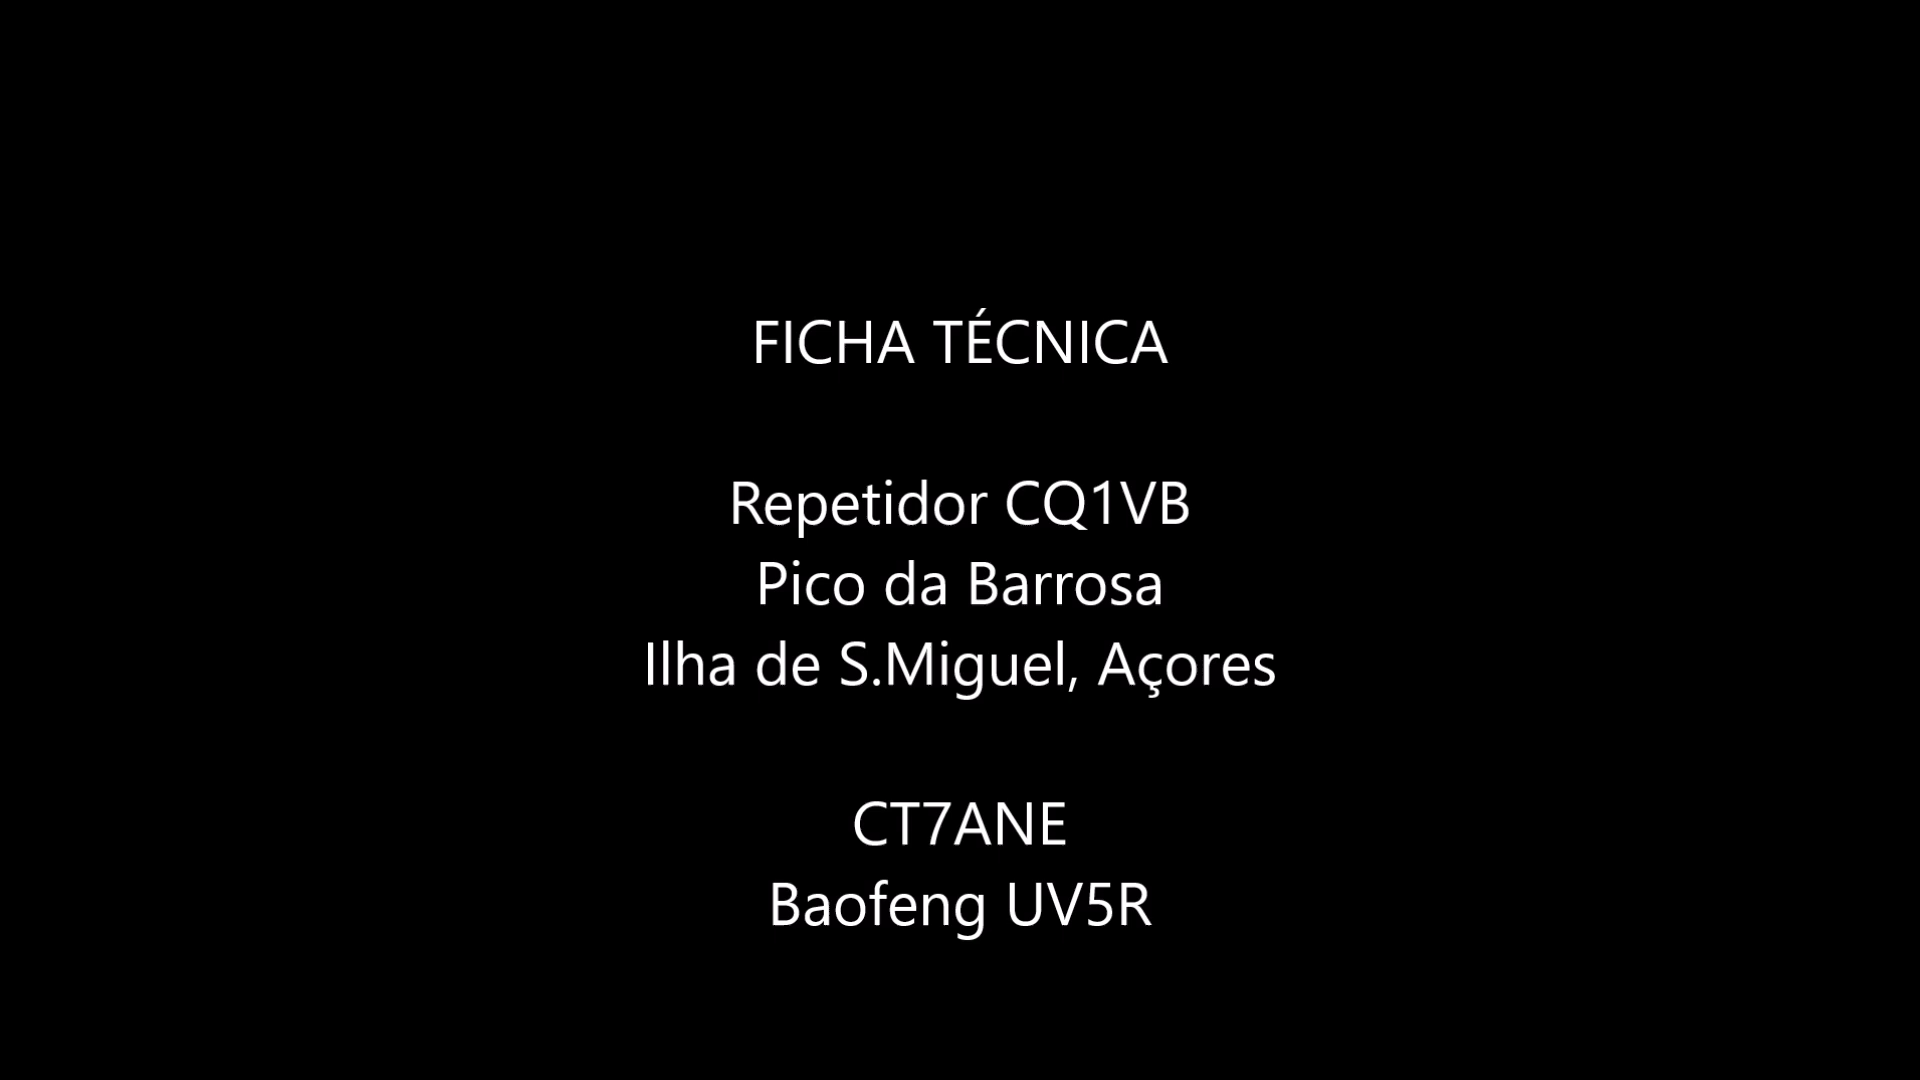 FICHA TÉCNICA
Repetidor CQ1VB
Pico da Barrosa
Ilha de S.Miguel, Açores
CT7ANE
Baofeng UV5R